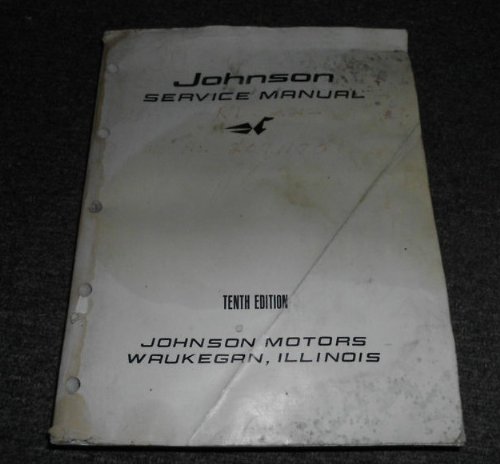 Johnson
SERVICE MANUAL
TENTH EDITION
JOHNSON MOTORS
WAUKEGAN, ILLINOIS